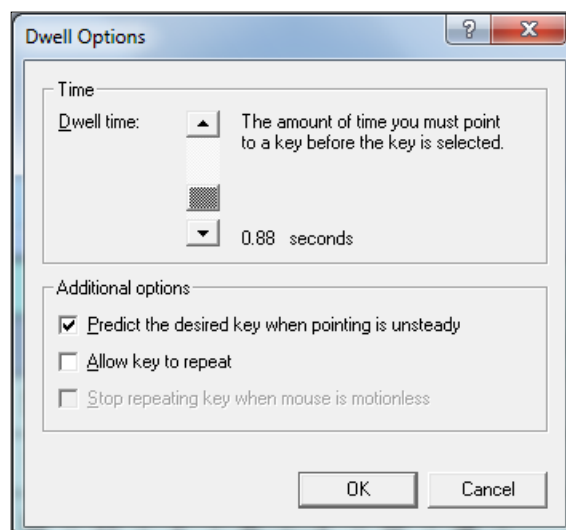 Dwell Options
Time
Dwell time:
The amount of time you must point
to a key before the key is selected.
0.88 seconds
Additional options
Predict the desired key when pointing is unsteady
Allow key to repeat
Stop repeating key when mouse is motionless
OK
Cancel